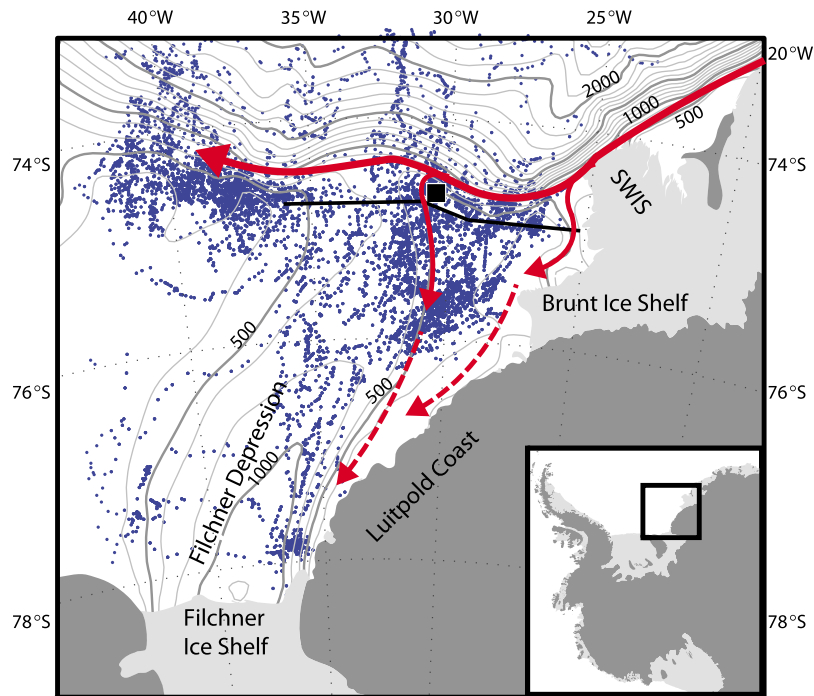 40°W 35°W 30°W 25°W
20°W
2000
1000
500
74°S
74°S
SWIS
Brunt Ice Shelf
500
76°S
76°S
500
Filchner Depression
1000
Luitpold Coast
78°S
78°S
Filchner
Ice Shelf